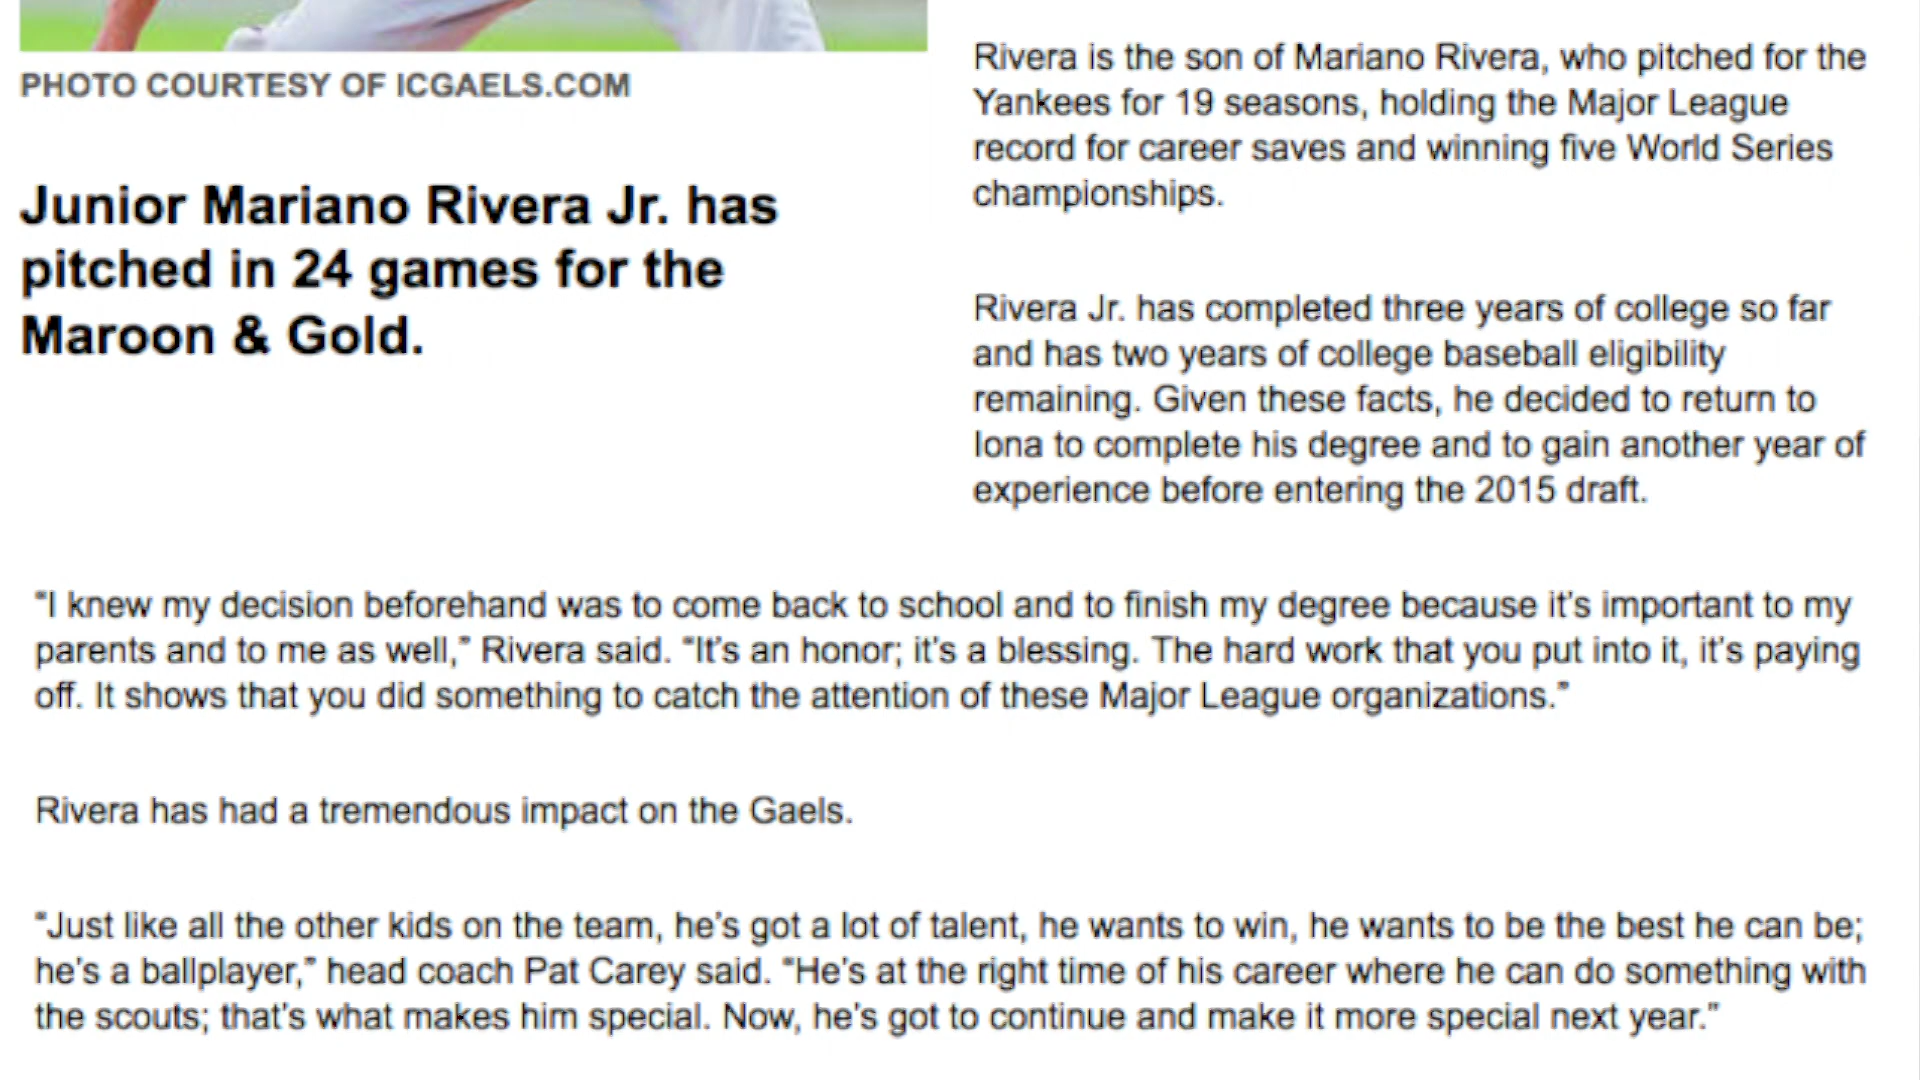 PHOTO COURTESY OF ICGAELS.COM
Junior Mariano Rivera Jr. has
pitched in 24 games for the
Maroon & Gold.
Rivera is the son of Mariano Rivera, who pitched for the
Yankees for 19 seasons, holding the Major League
record for career saves and winning five World Series
championships.
Rivera Jr. has completed three years of college so far
and has two years of college baseball eligibility
remaining. Given these facts, he decided to return to
Iona to complete his degree and to gain another year of
experience before entering the 2015 draft.
“I knew my decision beforehand was to come back to school and to finish my degree because it’s important to my
parents and to me as well,” Rivera said. “It’s an honor; it’s a blessing. The hard work that you put into it, it’s paying
off. It shows that you did something to catch the attention of these Major League organizations.”
Rivera has had a tremendous impact on the Gaels.
“Just like all the other kids on the team, he’s got a lot of talent, he wants to win, he wants to be the best he can be;
he’s a ballplayer,” head coach Pat Carey said. “He’s at the right time of his career where he can do something with
the scouts; that’s what makes him special. Now, he’s got to continue and make it more special next year.”